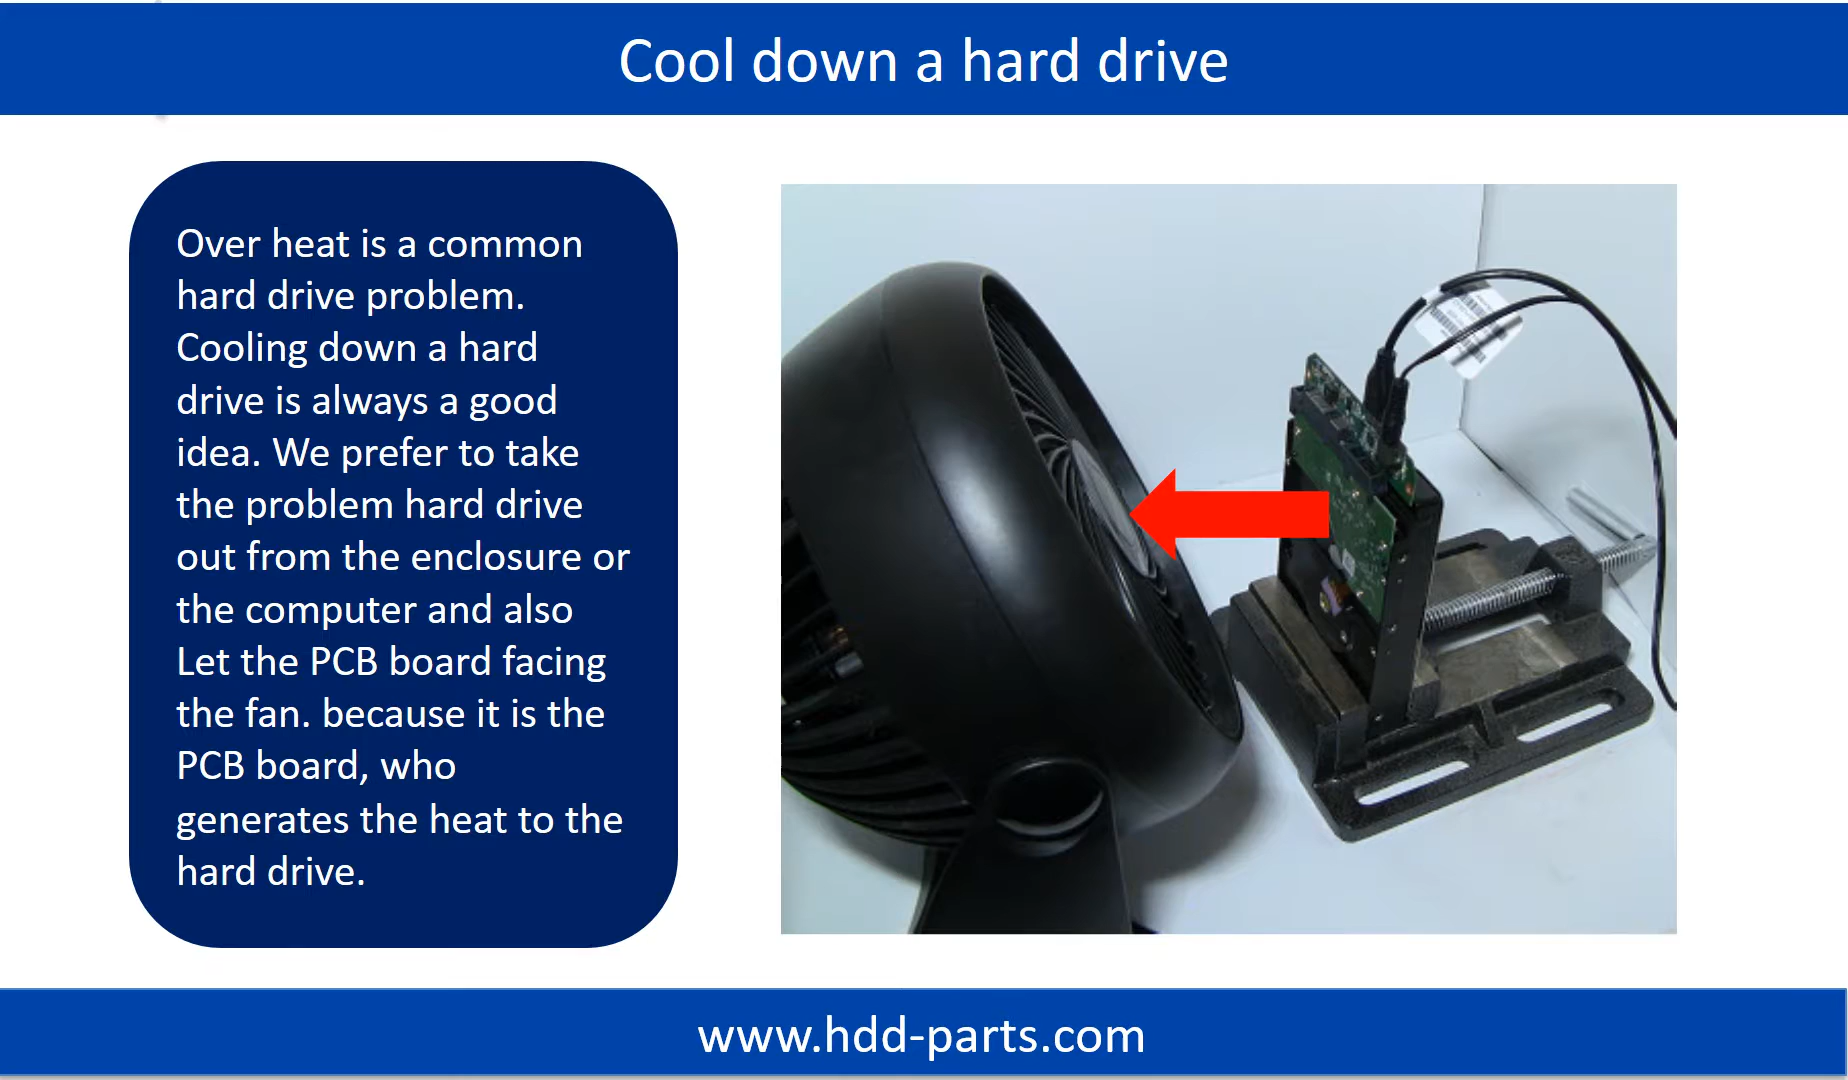 Cool down a hard drive
Over heat is a common
hard drive problem.
Cooling down a hard
drive is always a good
idea. We prefer to take
the problem hard drive
out from the enclosure or
the computer and also
Let the PCB board facing
the fan. because it is the
PCB board, who
generates the heat to the
hard drive.
www.hdd-parts.com